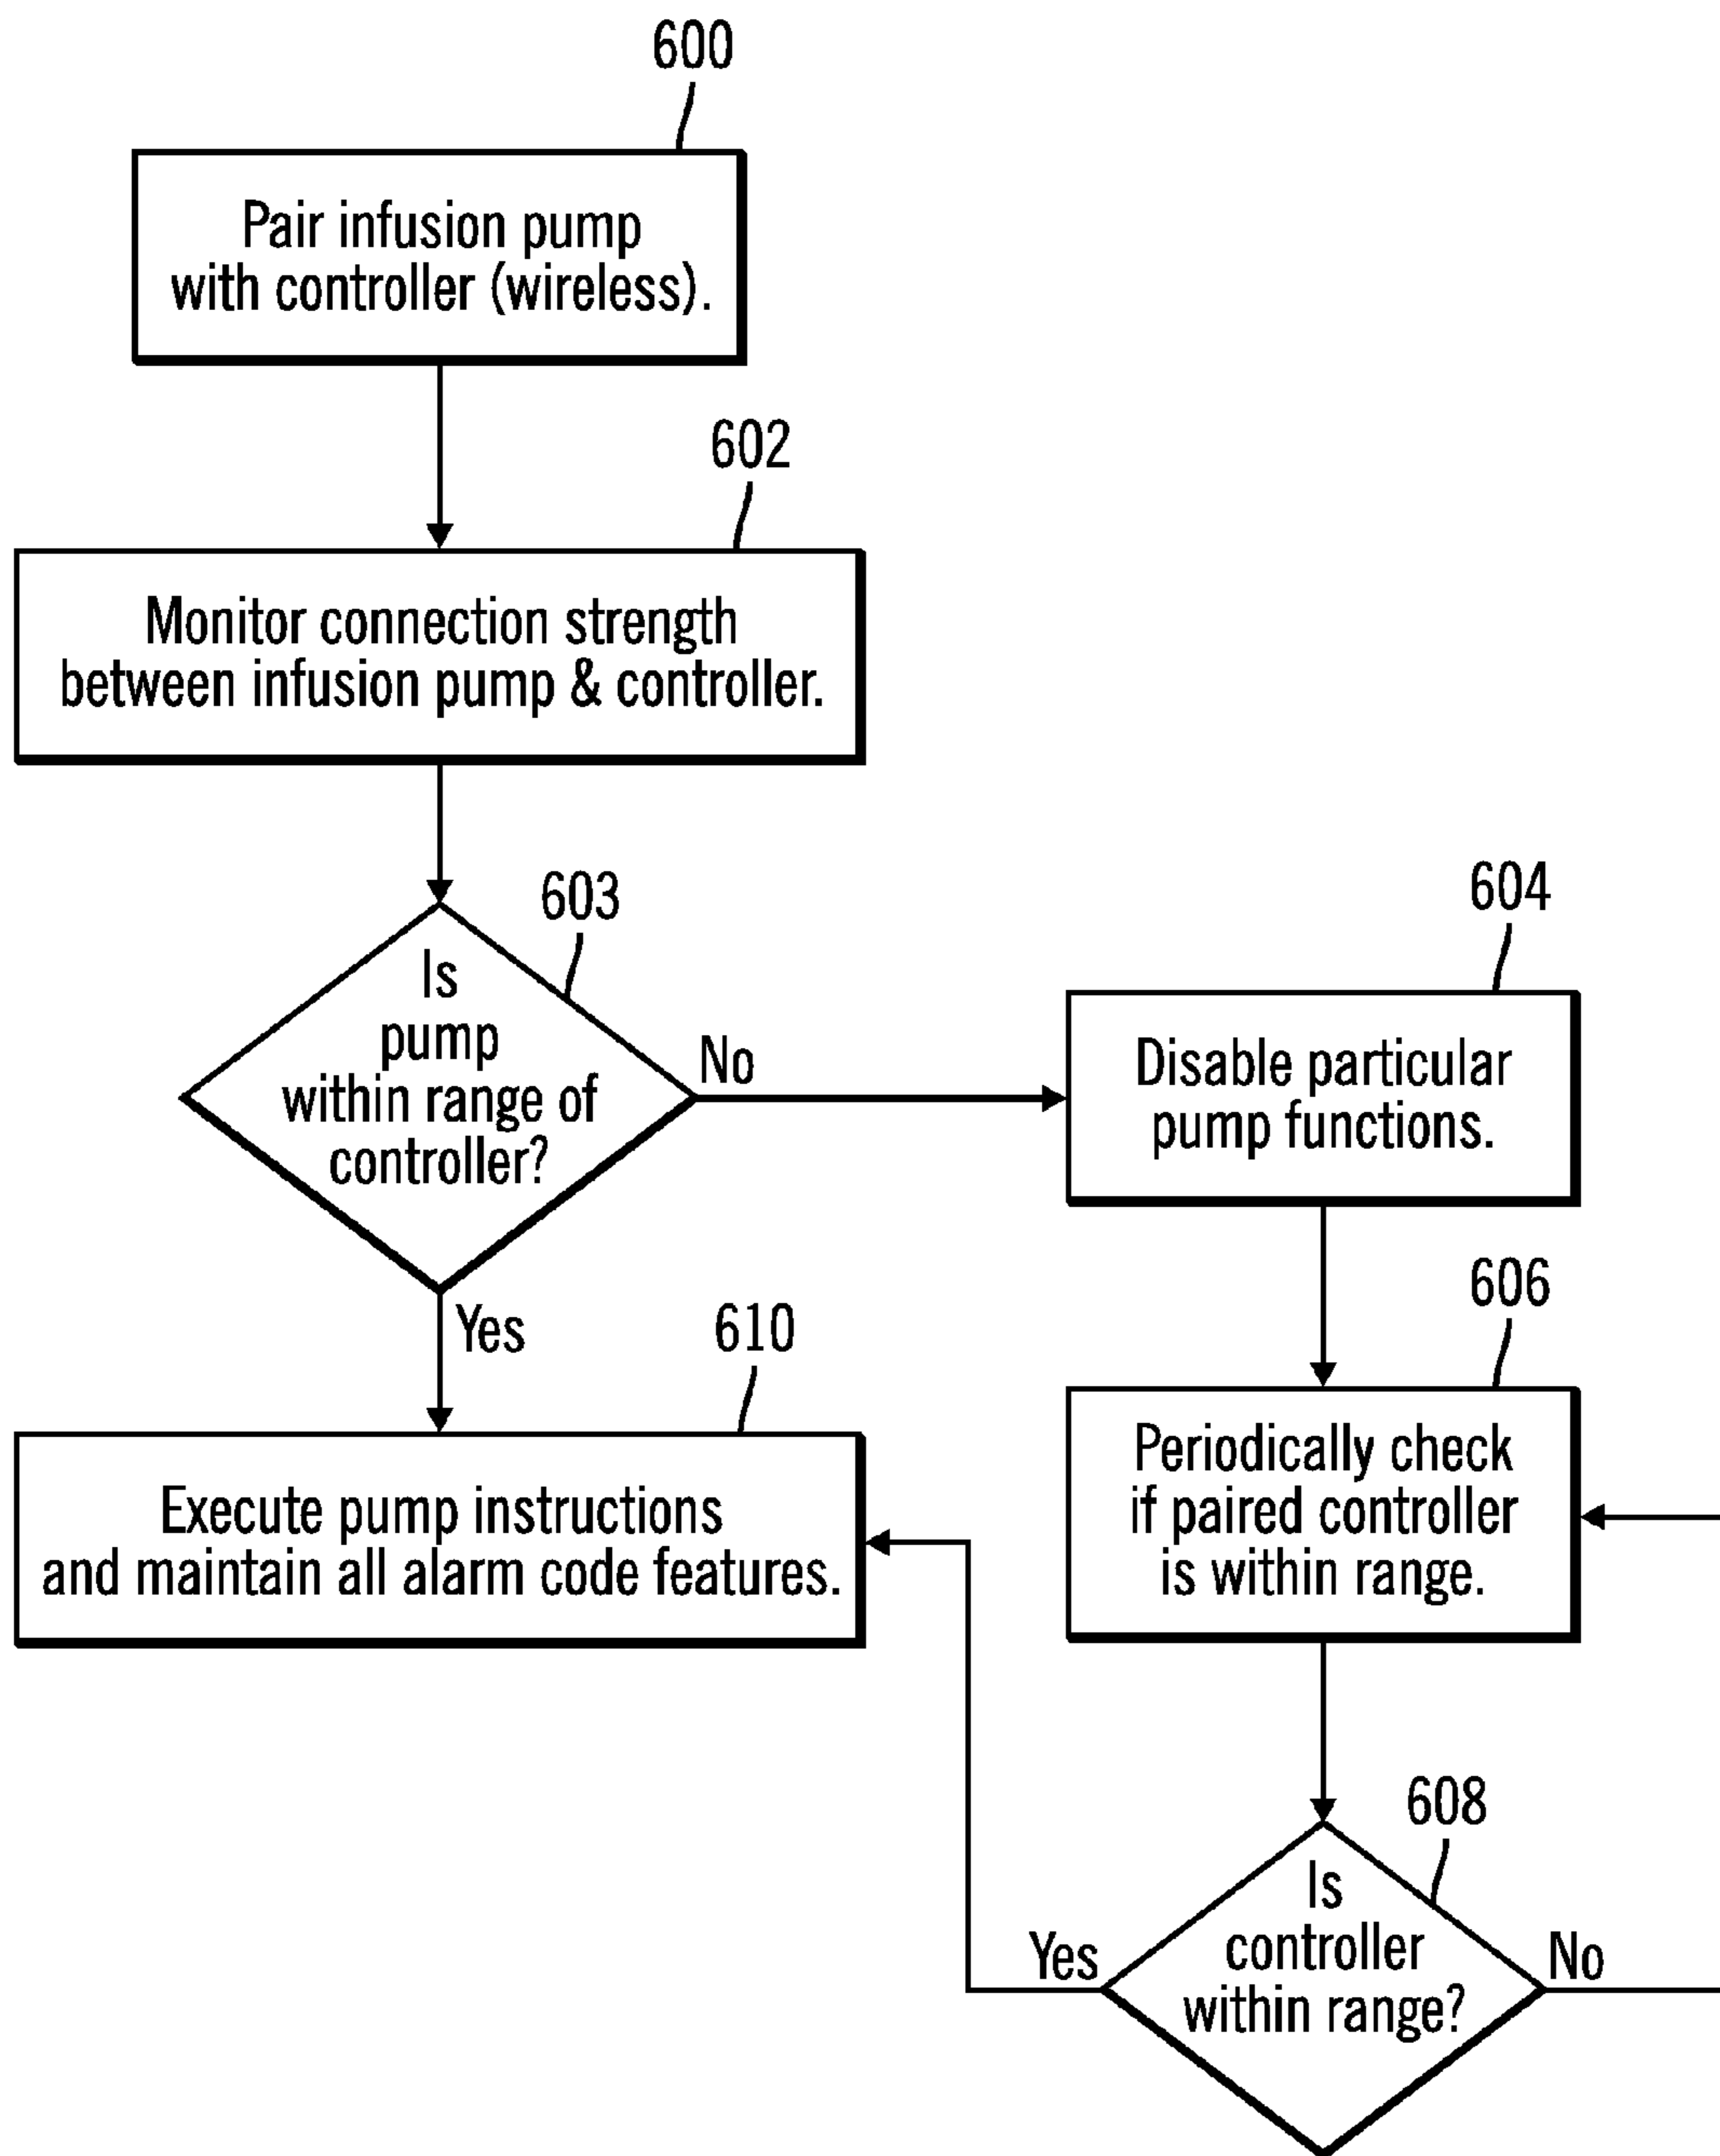 600
Pair infusion pump
with controller (wireless).
602
Monitor connection strength
between infusion pump & controller.
603
Is
pump
within range of
controller?
No
Yes
604
Disable particular
pump functions.
606
Periodically check
if paired controller
is within range.
610
Execute pump instructions
and maintain all alarm code features.
608
Is
controller
within range?
Yes
No